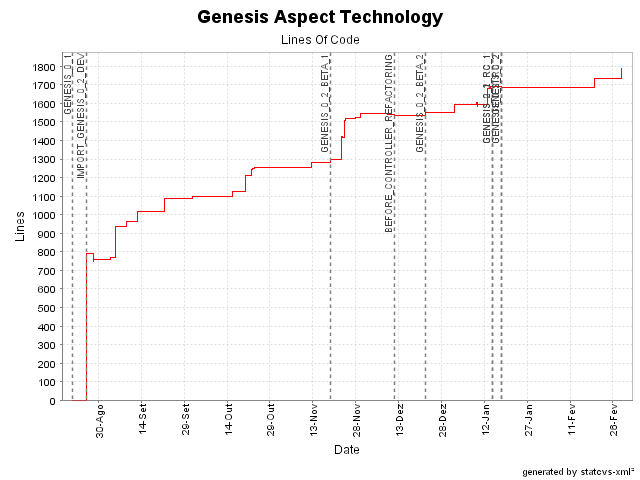 Genesis Aspect Technology
Lines Of Code
GENESIS_0_1
IMPORT_GENESIS_0_2_DEV
GENESIS_0_2_BETA_1
BEFORE_CONTROLLER_REFACTORING
GENESIS_0_2_BETA_2
Lines
1800
1700
1600
1500
1400
1300
1200
1100
1000
900
800
700
600
500
400
300
200
100
0
30-Ago
14-Set
29-Set
14-Out
29-Out
13-Nov
28-Nov
13-Dez
28-Dez
12-Jan
27-Jan
11-Fev
26-Fev
Date
generated by statcvs-xml²